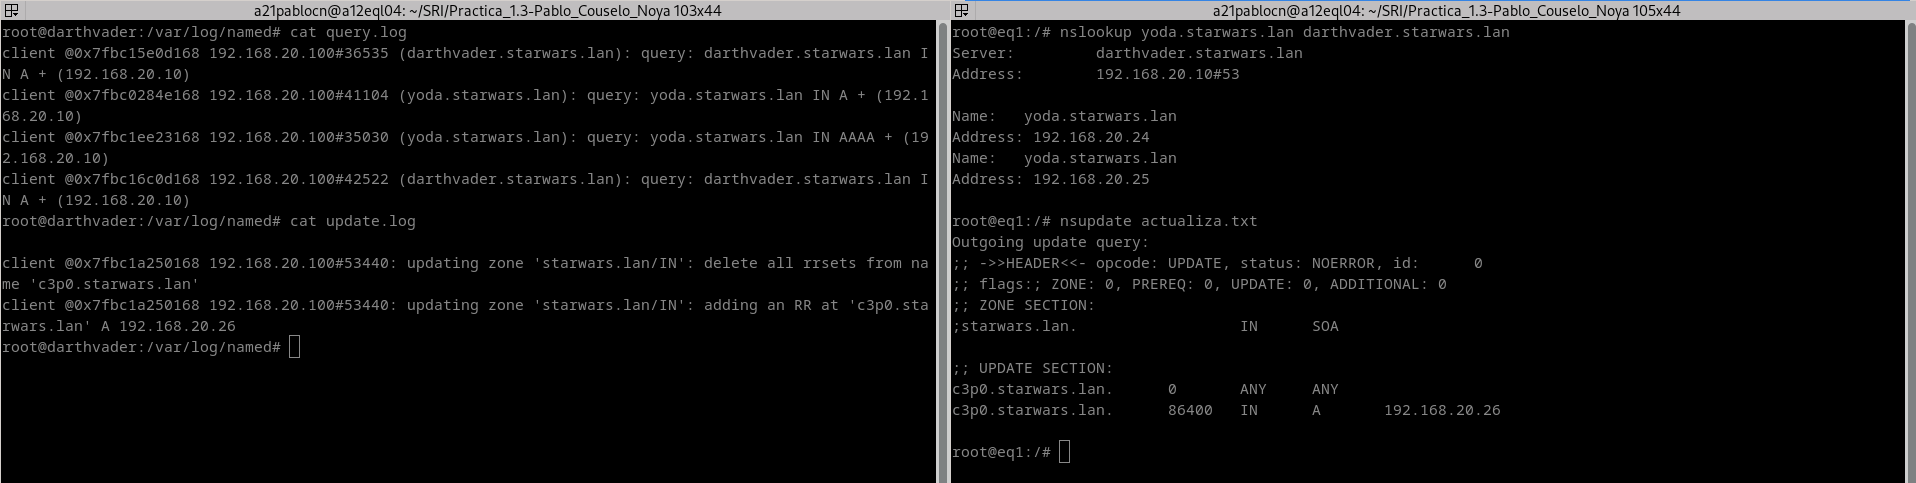 a21pablocn@a12eql04: ~/SRI/Practica_1.3-Pablo_Couselo_Noya 103x44
root@darthvader:/var/log/named# cat query.log
client @0x7fbc15e0d168 192.168.20.100#36535 (darthvader.starwars.lan): query: darthvader.starwars.lan I
N A + (192.168.20.10)
client @0x7fbc0284e168 192.168.20.100#41104 (yoda.starwars.lan): query: yoda.starwars.lan IN A + (192.1
68.20.10)
client @0x7fbc1ee23168 192.168.20.100#35030 (yoda.starwars.lan): query: yoda.starwars.lan IN AAAA + (19
2.168.20.10)
client @0x7fbc16c0d168 192.168.20.100#42522 (darthvader.starwars.lan): query: darthvader.starwars.lan I
N A + (192.168.20.10)
root@darthvader:/var/log/named# cat update.log
client @0x7fbc1a250168 192.168.20.100#53440: updating zone 'starwars.lan/IN': delete all rrsets from na
me 'c3p0.starwars.lan'
client @0x7fbc1a250168 192.168.20.100#53440: updating zone 'starwars.lan/IN': adding an RR at 'c3p0.sta
rwars.lan' A 192.168.20.26
root@darthvader:/var/log/named#
a21pablocn@a12eql04: ~/SRI/Practica_1.3-Pablo_Couselo_Noya 105x44
root@eq1:/# nslookup yoda.starwars.lan darthvader.starwars.lan
Server:         darthvader.starwars.lan
Address:        192.168.20.10#53
Name:   yoda.starwars.lan
Address: 192.168.20.24
Name:   yoda.starwars.lan
Address: 192.168.20.25
root@eq1:/# nsupdate actualiza.txt
Outgoing update query:
;; ->>HEADER<<- opcode: UPDATE, status: NOERROR, id:      0
;; flags:; ZONE: 0, PREREQ: 0, UPDATE: 0, ADDITIONAL: 0
;; ZONE SECTION:
;starwars.lan.                  IN      SOA
;; UPDATE SECTION:
c3p0.starwars.lan.      0       ANY     ANY
c3p0.starwars.lan.      86400   IN      A       192.168.20.26
root@eq1:/#